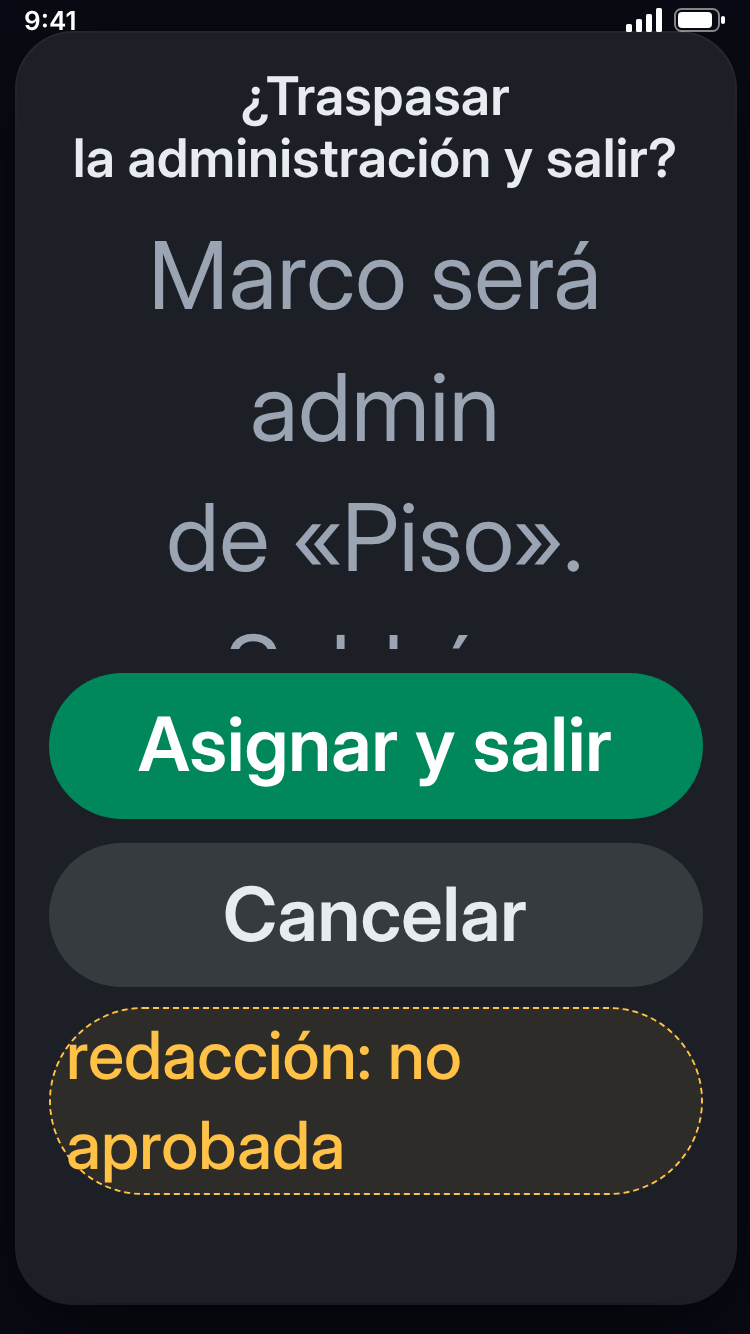 9:41
¿Traspasar
la administración y salir?
Marco será
admin
de «Piso».
Asignar y salir
Cancelar
redacción: no
aprobada